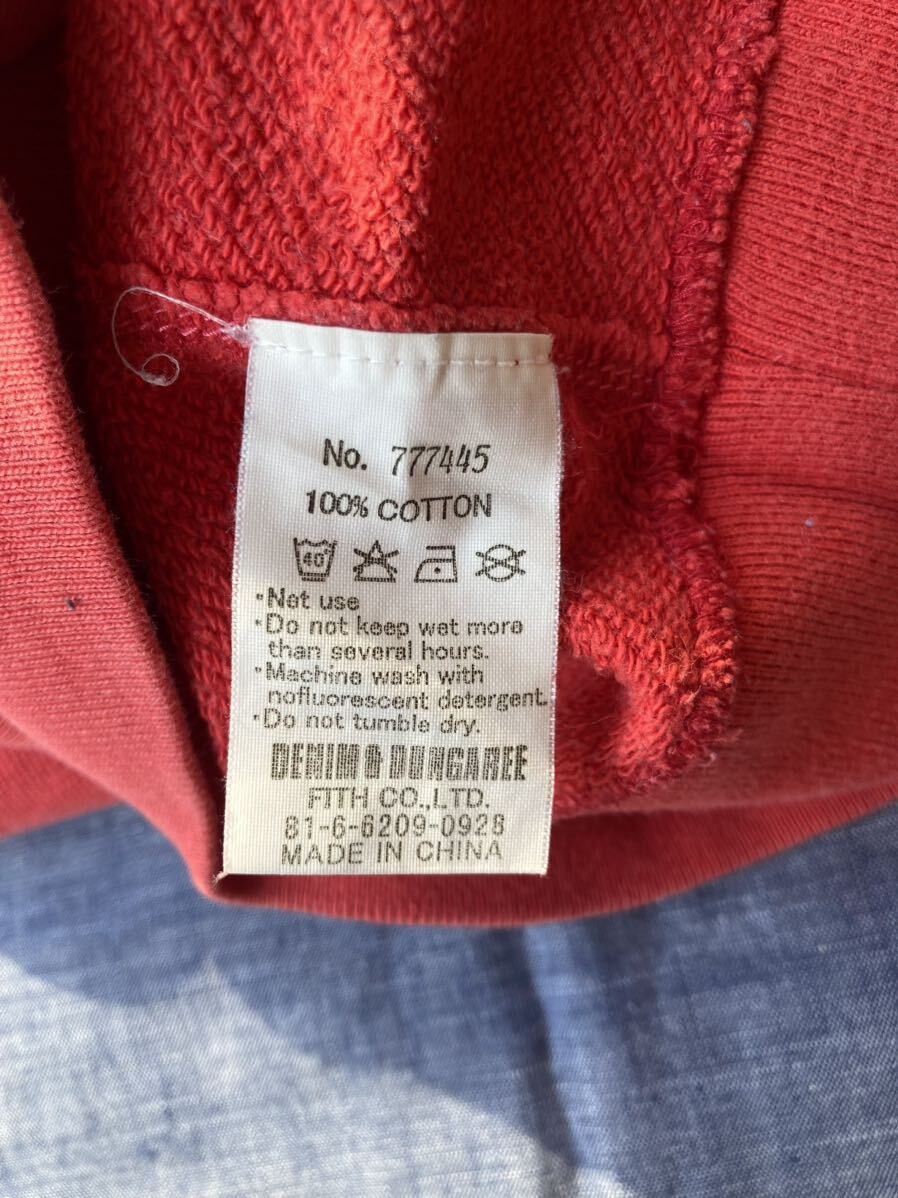 No. 777445
100% COTTON
40
·Net use
·Do not keep wet more
than several hours.
·Machine wash with
nofluorescent detergent.
·Do not tumble dry.
DENIM & DUNGAREE
FITH CO.,LTD.
81-6-6209-0928
MADE IN CHINA